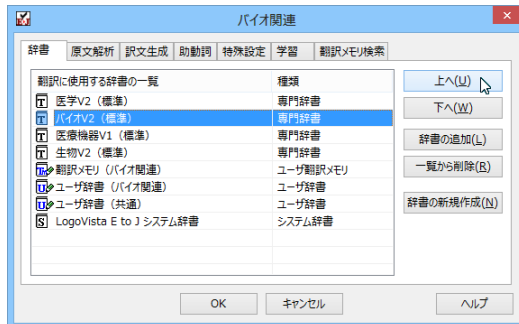 バイオ関連
辞書 原文解析 訳文生成 助動詞 特殊設定 学習 翻訳メモリ検索
翻訳に使用する辞書の一覧 種類
医学V2（標準） 専門辞書
バイオV2（標準） 専門辞書
医療機器V1（標準） 専門辞書
生物V2（標準） 専門辞書
翻訳メモリ（バイオ関連） ユーザ翻訳メモリ
ユーザ辞書（バイオ関連） ユーザ辞書
ユーザ辞書（共通） ユーザ辞書
LogoVista E to J システム辞書 システム辞書
上へ(U)
下へ(W)
辞書の追加(L)
一覧から削除(R)
辞書の新規作成(N)
OK キャンセル ヘルプ